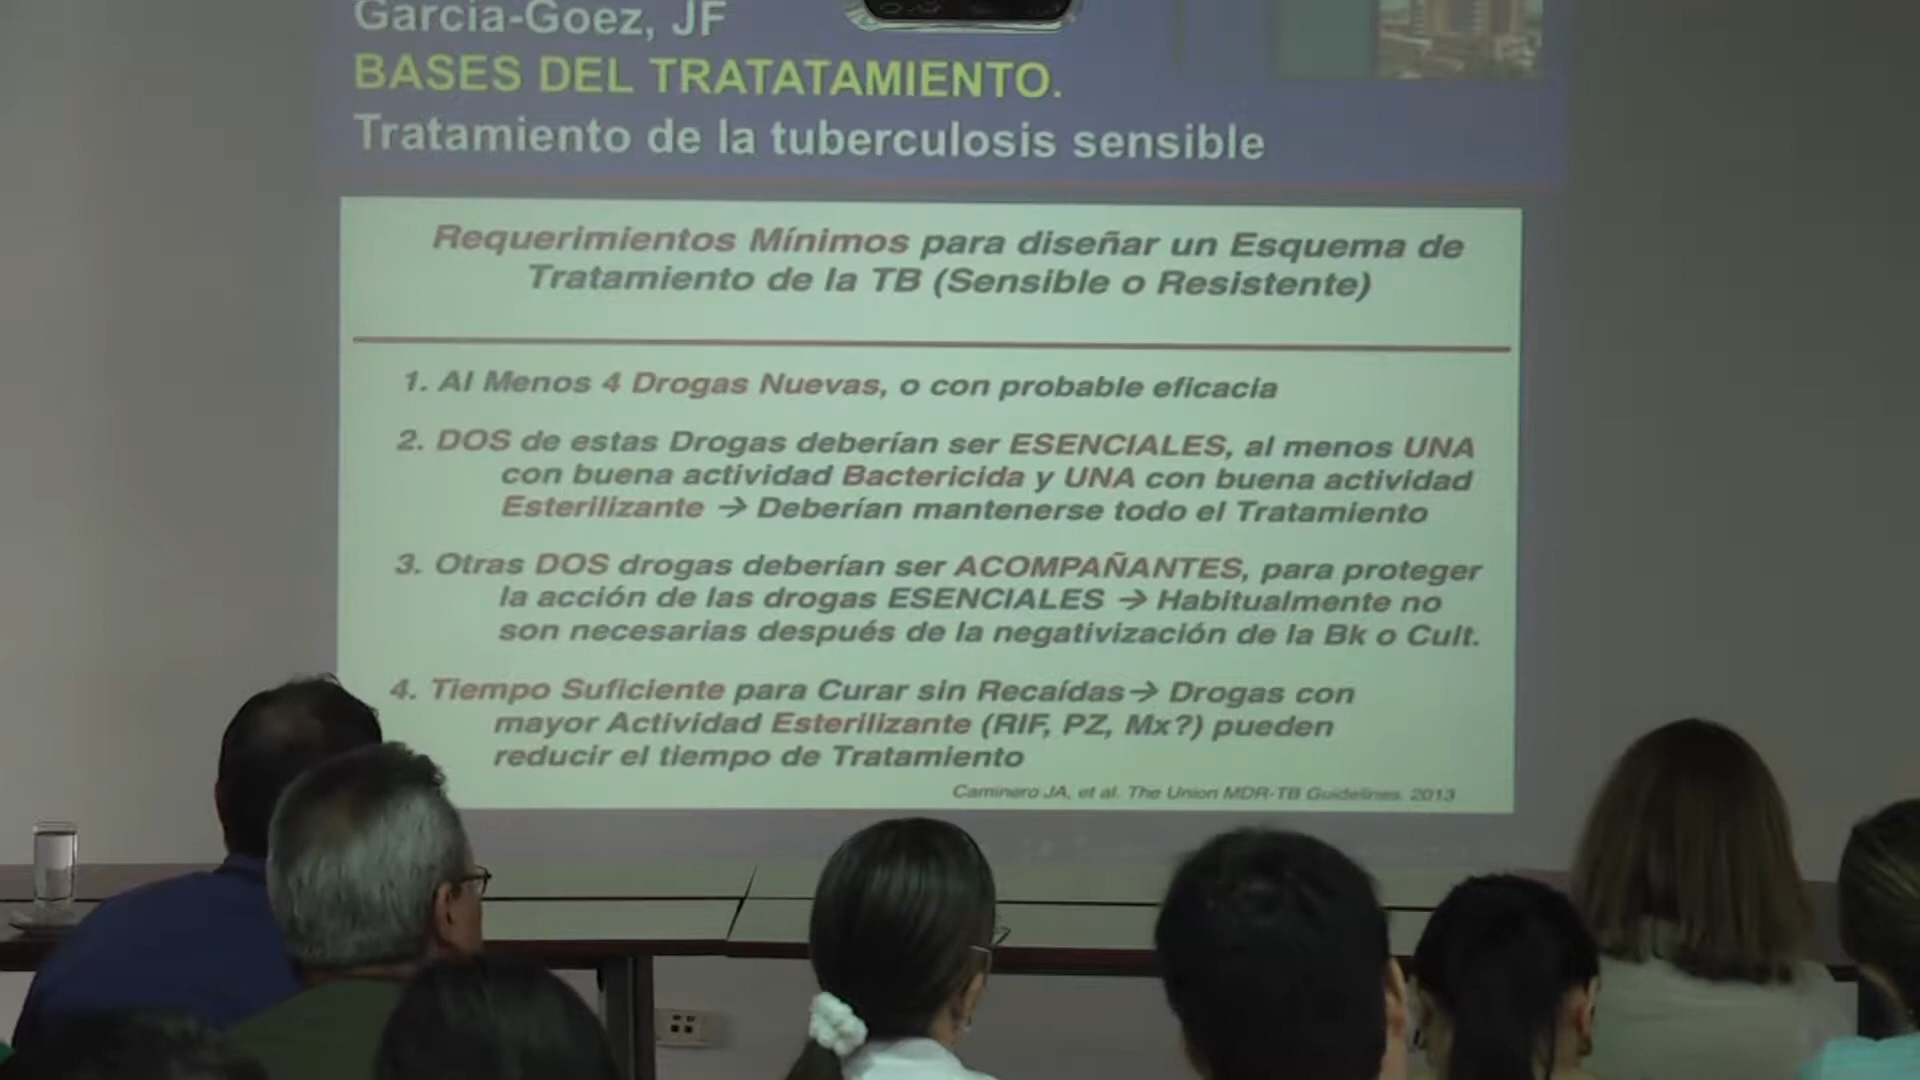 García-Goez, JF
BASES DEL TRATATAMIENTO.
Tratamiento de la tuberculosis sensible
Requerimientos Mínimos para diseñar un Esquema de
Tratamiento de la TB (Sensible o Resistente)
1. Al Menos 4 Drogas Nuevas, o con probable eficacia
2. DOS de estas Drogas deberían ser ESENCIALES, al menos UNA
con buena actividad Bactericida y UNA con buena actividad
Esterilizante → Deberían mantenerse todo el Tratamiento
3. Otras DOS drogas deberían ser ACOMPAÑANTES, para proteger
la acción de las drogas ESENCIALES → Habitualmente no
son necesarias después de la negativización de la Bk o Cult.
4. Tiempo Suficiente para Curar sin Recaídas→ Drogas con
mayor Actividad Esterilizante (RIF, PZ, Mx?) pueden
reducir el tiempo de Tratamiento
Caminero JA, et al. The Union MDR-TB Guidelines. 2013